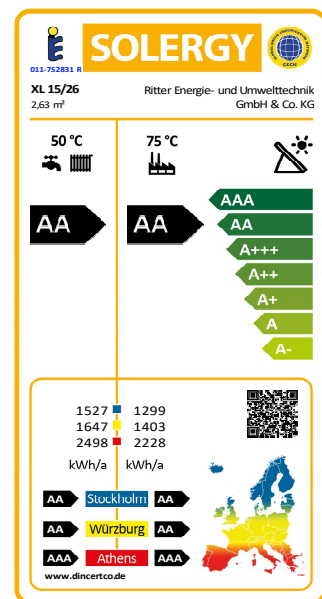 SOLERGY
011-752831 R
XL 15/26
2,63 m²
Ritter Energie- und Umwelttechnik
GmbH & Co. KG
50 °C
75 °C
AA
AA
AAA
AA
A+++
A++
A+
A
A-
1527 1299
1647 1403
2498 2228
kWh/a kWh/a
AA Stockholm AA
AA Würzburg AA
AAA Athens AAA
www.dincertco.de